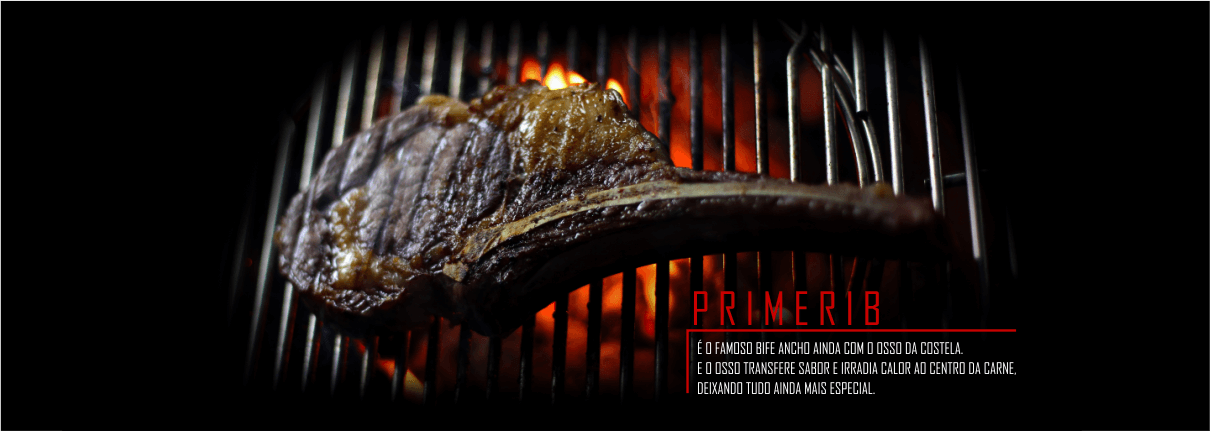 PRIMERIB
É O FAMOSO BIFE ANCHO AINDA COM O OSSO DA COSTELA.
E O OSSO TRANSFERE SABOR E IRRADIA CALOR AO CENTRO DA CARNE,
DEIXANDO TUDO AINDA MAIS ESPECIAL.